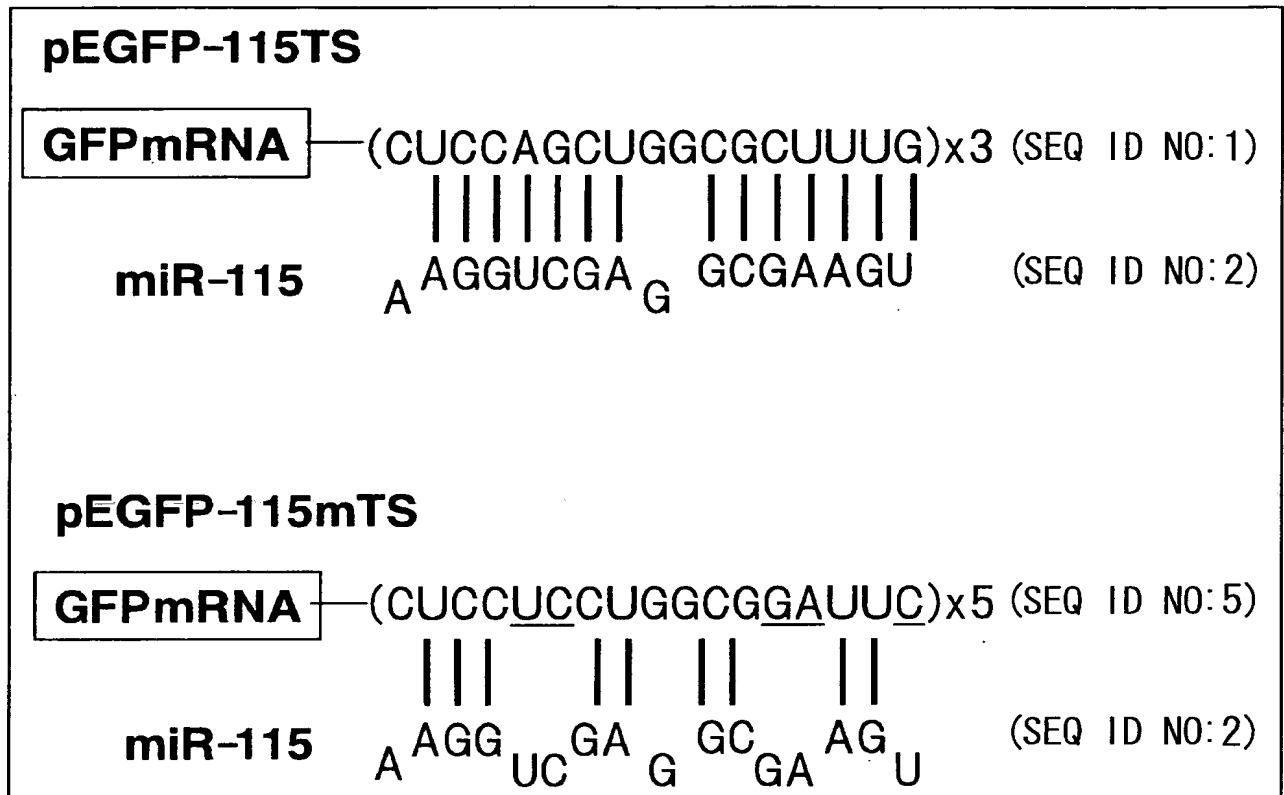 pEGFP-115TS
GFPmRNA (CUCCAGCUGGCGCUUUG)x3 (SEQ ID NO:1)
miR-115 A AGGUCGA G GCGAAGU (SEQ ID NO:2)
pEGFP-115mTS
GFPmRNA (CUCCUCCUGGCGGAUUC)x5 (SEQ ID NO:5)
miR-115 A AGG UC GA G GC GA AG U (SEQ ID NO:2)